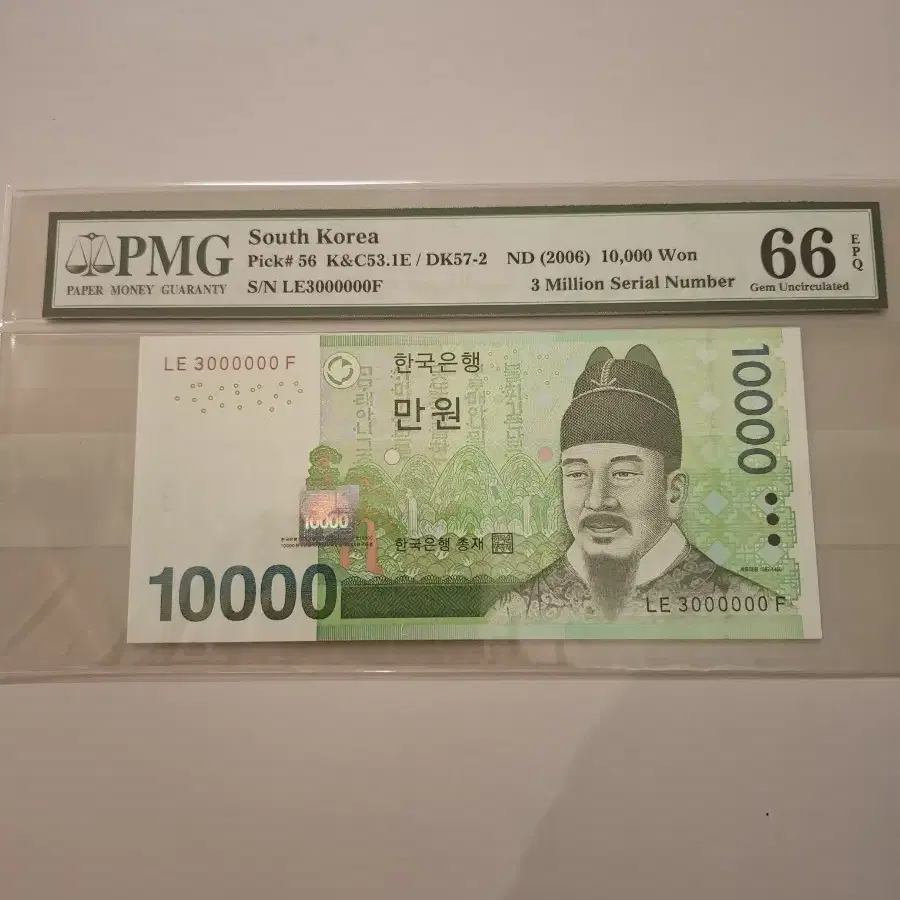 PMG
PAPER MONEY GUARANTY
South Korea
Pick# 56 K&C53.1E / DK57-2 ND (2006) 10,000 Won
S/N LE3000000F 3 Million Serial Number
66
EPQ
Gem Uncirculated
LE 3000000 F
한국은행
만원
10000
10000
한국은행 총재
10000
LE 3000000 F